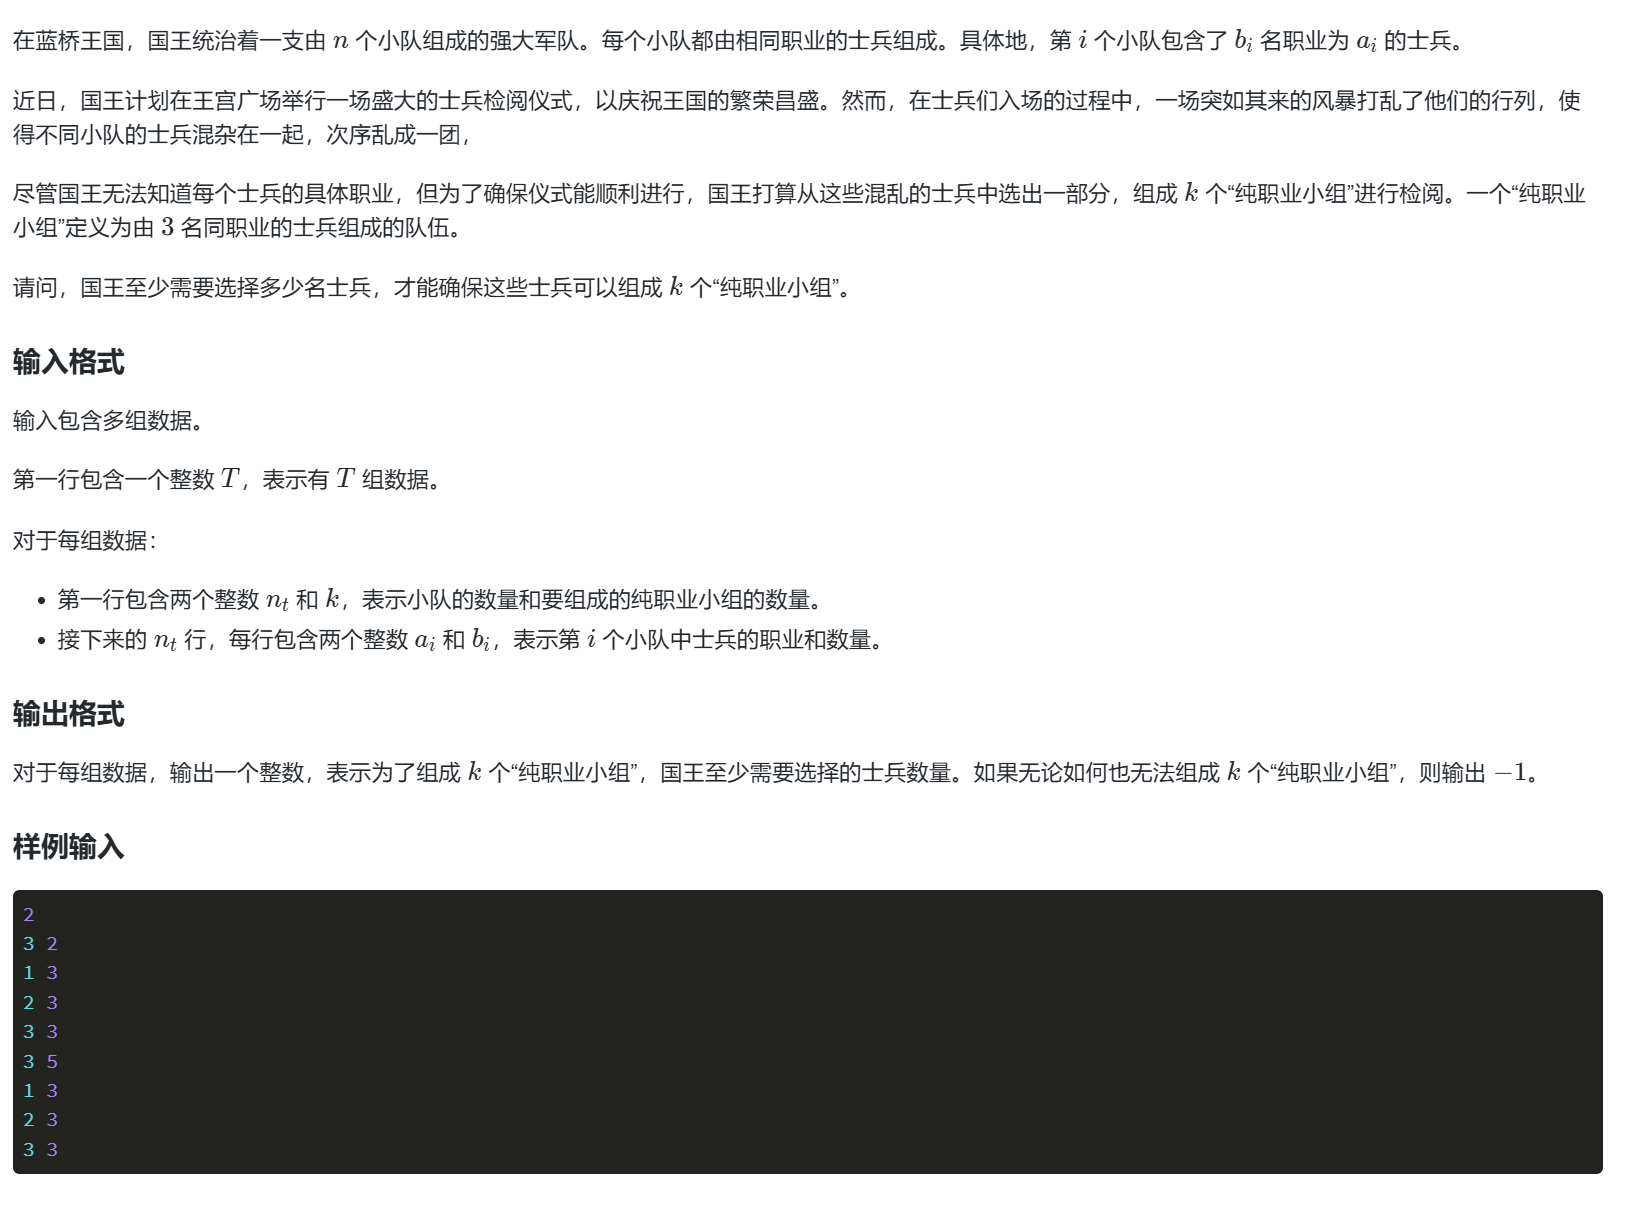 在蓝桥王国，国王统治着一支由 n 个小队组成的强大军队。每个小队都由相同职业的士兵组成。具体地，第 i 个小队包含了 b_i 名职业为 a_i 的士兵。
近日，国王计划在王宫广场举行一场盛大的士兵检阅仪式，以庆祝王国的繁荣昌盛。然而，在士兵们入场的过程中，一场突如其来的风暴打乱了他们的行列，使
得不同小队的士兵混杂在一起，次序乱成一团，
尽管国王无法知道每个士兵的具体职业，但为了确保仪式能顺利进行，国王打算从这些混乱的士兵中选出一部分，组成 k 个“纯职业小组”进行检阅。一个“纯职业
小组”定义为由 3 名同职业的士兵组成的队伍。
请问，国王至少需要选择多少名士兵，才能确保这些士兵可以组成 k 个“纯职业小组”。
输入格式
输入包含多组数据。
第一行包含一个整数 T，表示有 T 组数据。
对于每组数据：
• 第一行包含两个整数 n_t 和 k，表示小队的数量和要组成的纯职业小组的数量。
• 接下来的 n_t 行，每行包含两个整数 a_i 和 b_i，表示第 i 个小队中士兵的职业和数量。
输出格式
对于每组数据，输出一个整数，表示为了组成 k 个“纯职业小组”，国王至少需要选择的士兵数量。如果无论如何也无法组成 k 个“纯职业小组”，则输出 −1。
样例输入
2
3 2
1 3
2 3
3 3
3 5
1 3
2 3
3 3